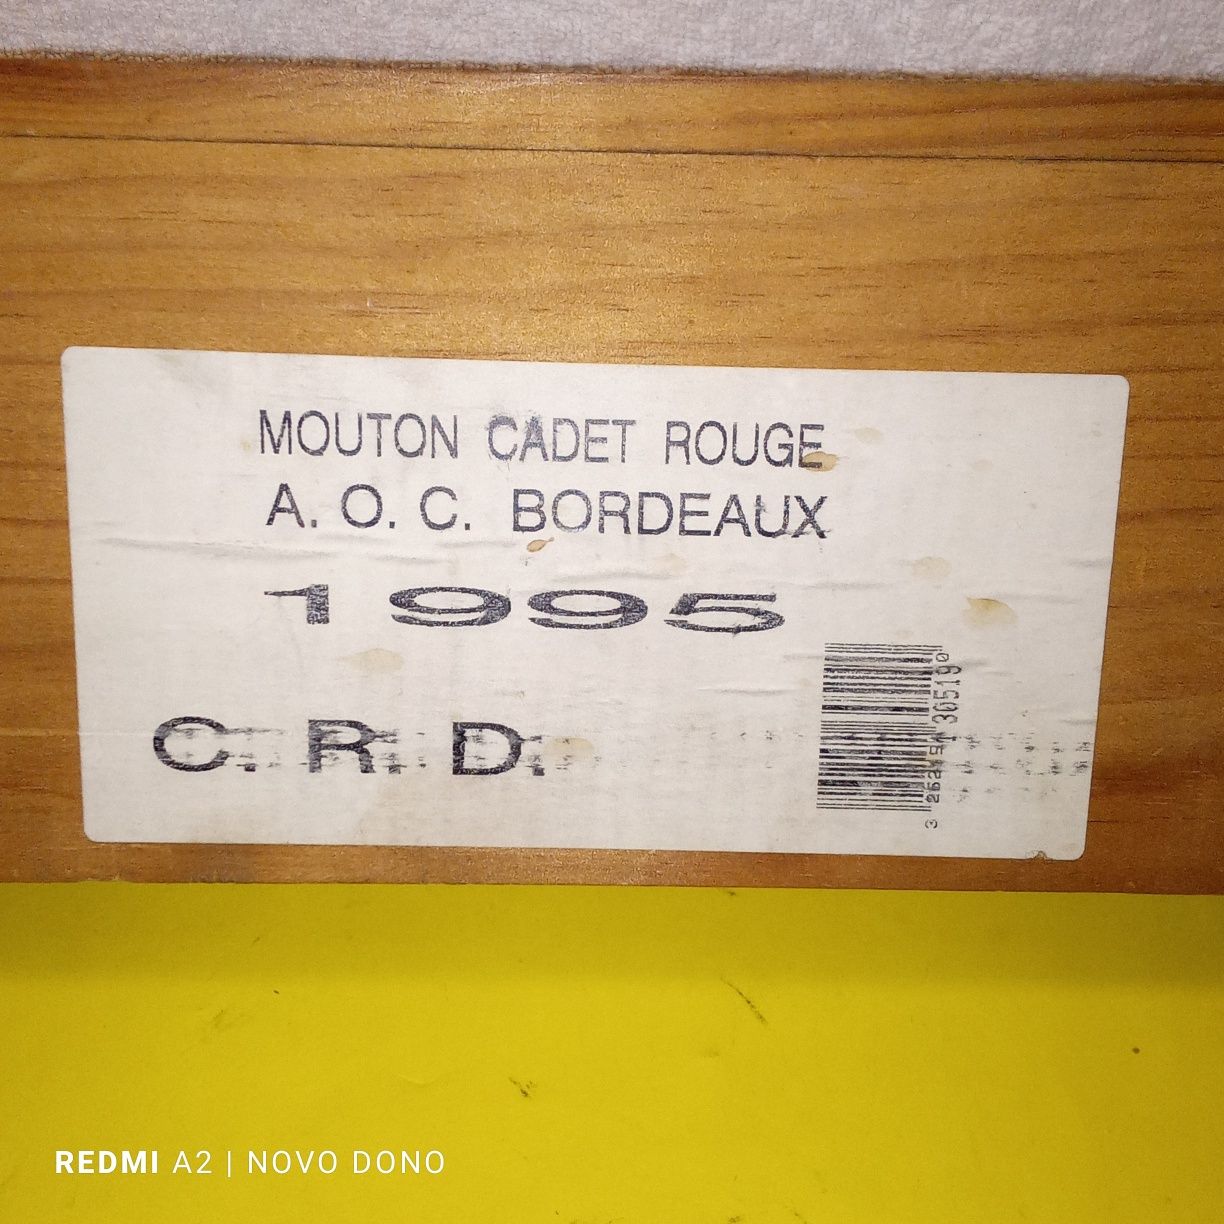 MOUTON CADET ROUGE
A. O. C. BORDEAUX
1995
C. R. D.
REDMI A2 | NOVO DONO